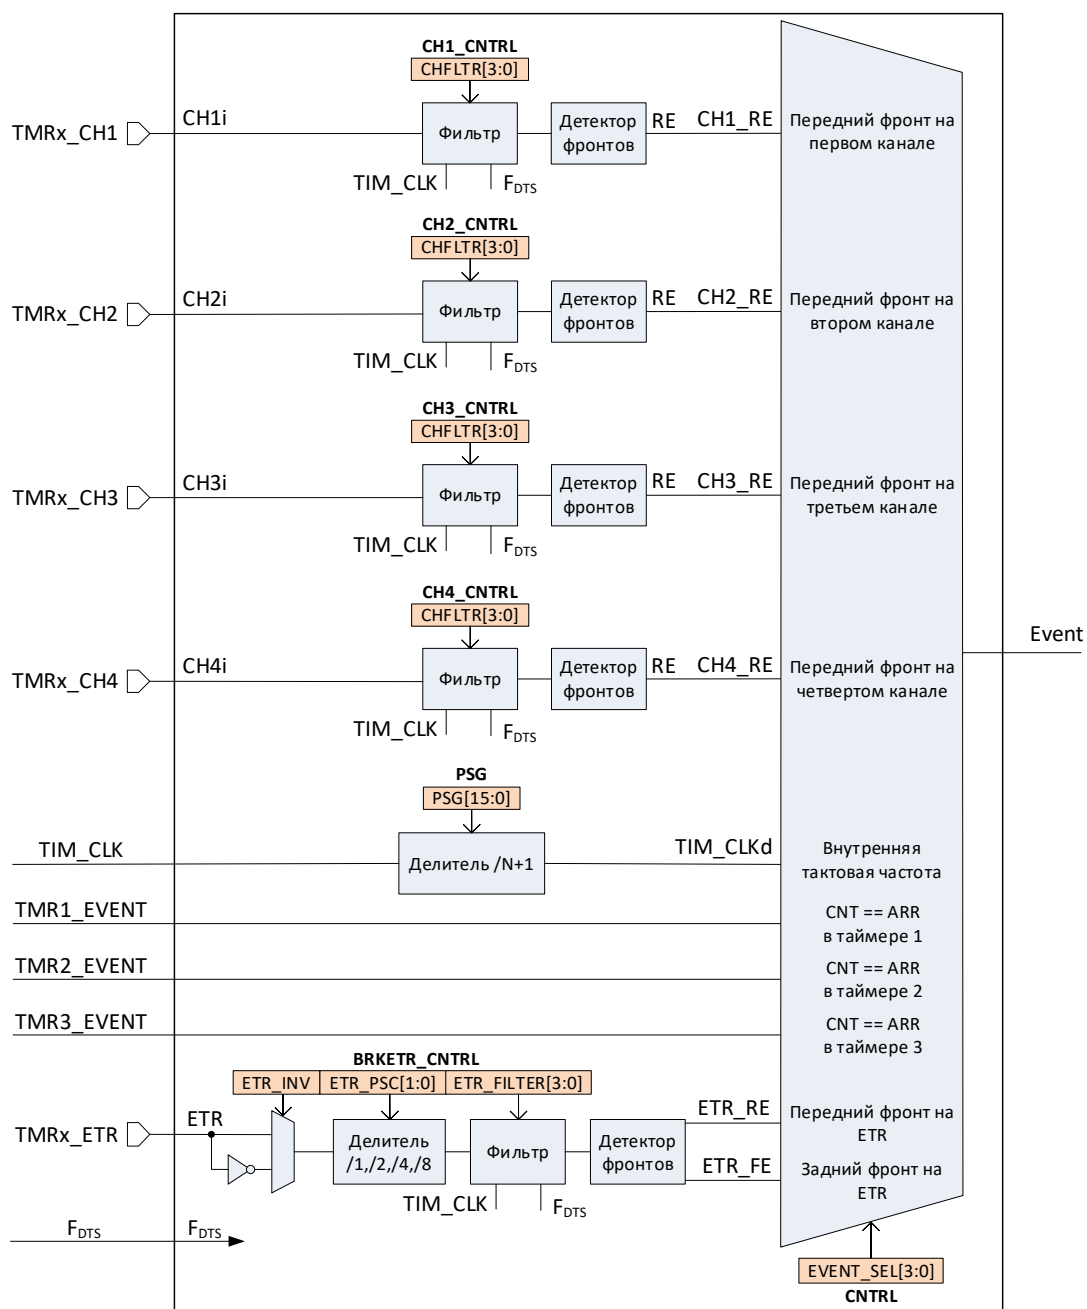 CH1_CNTRL
CHFLTR[3:0]
TMRx_CH1
CH1i
Фильтр
Детектор
фронтов
RE
CH1_RE
Передний фронт на
первом канале
TIM_CLK
FDTS
CH2_CNTRL
CHFLTR[3:0]
TMRx_CH2
CH2i
Фильтр
Детектор
фронтов
RE
CH2_RE
Передний фронт на
втором канале
TIM_CLK
FDTS
CH3_CNTRL
CHFLTR[3:0]
TMRx_CH3
CH3i
Фильтр
Детектор
фронтов
RE
CH3_RE
Передний фронт на
третьем канале
TIM_CLK
FDTS
CH4_CNTRL
CHFLTR[3:0]
Event
TMRx_CH4
CH4i
Фильтр
Детектор
фронтов
RE
CH4_RE
Передний фронт на
четвертом канале
TIM_CLK
FDTS
PSG
PSG[15:0]
TIM_CLK
Делитель /N+1
TIM_CLKd
Внутренняя
тактовая частота
TMR1_EVENT
CNT == ARR
в таймере 1
TMR2_EVENT
CNT == ARR
в таймере 2
TMR3_EVENT
CNT == ARR
в таймере 3
BRKETR_CNTRL
ETR_INV
ETR_PSC[1:0]
ETR_FILTER[3:0]
TMRx_ETR
ETR
Делитель
/1,/2,/4,/8
Фильтр
Детектор
фронтов
ETR_RE
Передний фронт на
ETR
ETR_FE
Задний фронт на
ETR
TIM_CLK
FDTS
FDTS
FDTS
EVENT_SEL[3:0]
CNTRL